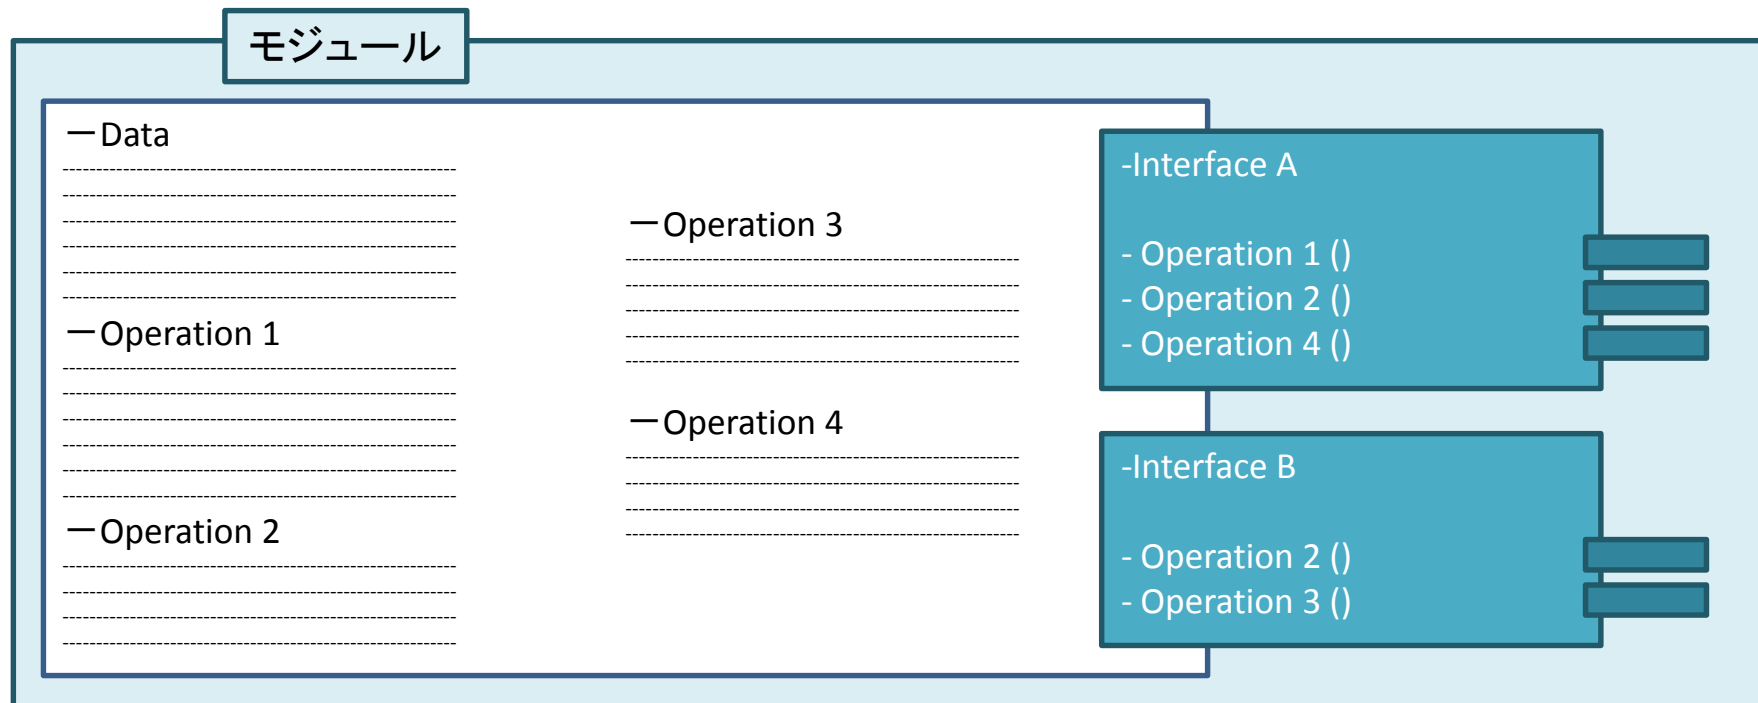 モジュール
ーData
ーOperation 1
ーOperation 2
ーOperation 3
ーOperation 4
-Interface A
- Operation 1 ()
- Operation 2 ()
- Operation 4 ()
-Interface B
- Operation 2 ()
- Operation 3 ()